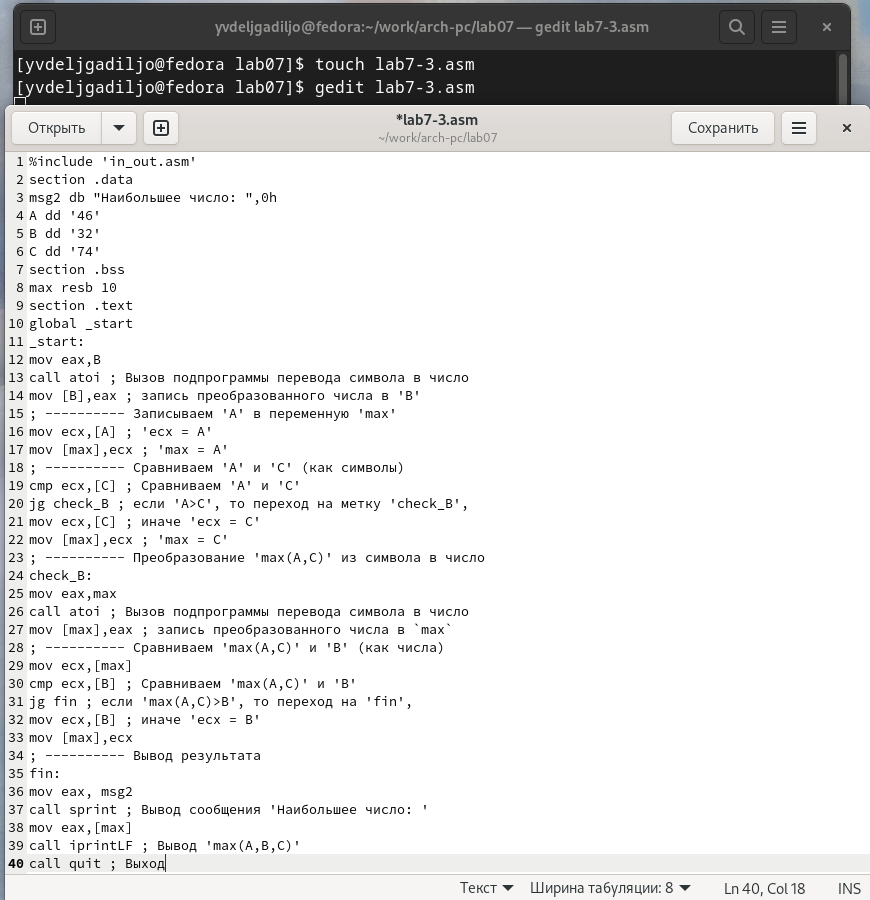 yvdeljgadiljo@fedora:~/work/arch-pc/lab07 — gedit lab7-3.asm
[yvdeljgadiljo@fedora lab07]$ touch lab7-3.asm
[yvdeljgadiljo@fedora lab07]$ gedit lab7-3.asm
Открыть
*lab7-3.asm
~/work/arch-pc/lab07
Сохранить
1 %include 'in_out.asm'
2 section .data
3 msg2 db "Наибольшее число: ",0h
4 A dd '46'
5 B dd '32'
6 C dd '74'
7 section .bss
8 max resb 10
9 section .text
10 global _start
11 _start:
12 mov eax,B
13 call atoi ; Вызов подпрограммы перевода символа в число
14 mov [B],eax ; запись преобразованного числа в 'B'
15 ; ---------- Записываем 'A' в переменную 'max'
16 mov ecx,[A] ; 'ecx = A'
17 mov [max],ecx ; 'max = A'
18 ; ---------- Сравниваем 'A' и 'С' (как символы)
19 cmp ecx,[C] ; Сравниваем 'A' и 'С'
20 jg check_B ; если 'A>C', то переход на метку 'check_B',
21 mov ecx,[C] ; иначе 'ecx = C'
22 mov [max],ecx ; 'max = C'
23 ; ---------- Преобразование 'max(A,C)' из символа в число
24 check_B:
25 mov eax,max
26 call atoi ; Вызов подпрограммы перевода символа в число
27 mov [max],eax ; запись преобразованного числа в `max`
28 ; ---------- Сравниваем 'max(A,C)' и 'B' (как числа)
29 mov ecx,[max]
30 cmp ecx,[B] ; Сравниваем 'max(A,C)' и 'B'
31 jg fin ; если 'max(A,C)>B', то переход на 'fin',
32 mov ecx,[B] ; иначе 'ecx = B'
33 mov [max],ecx
34 ; ---------- Вывод результата
35 fin:
36 mov eax, msg2
37 call sprint ; Вывод сообщения 'Наибольшее число: '
38 mov eax,[max]
39 call iprintLF ; Вывод 'max(A,B,C)'
40 call quit ; Выход
Текст Ширина табуляции: 8 Ln 40, Col 18 INS